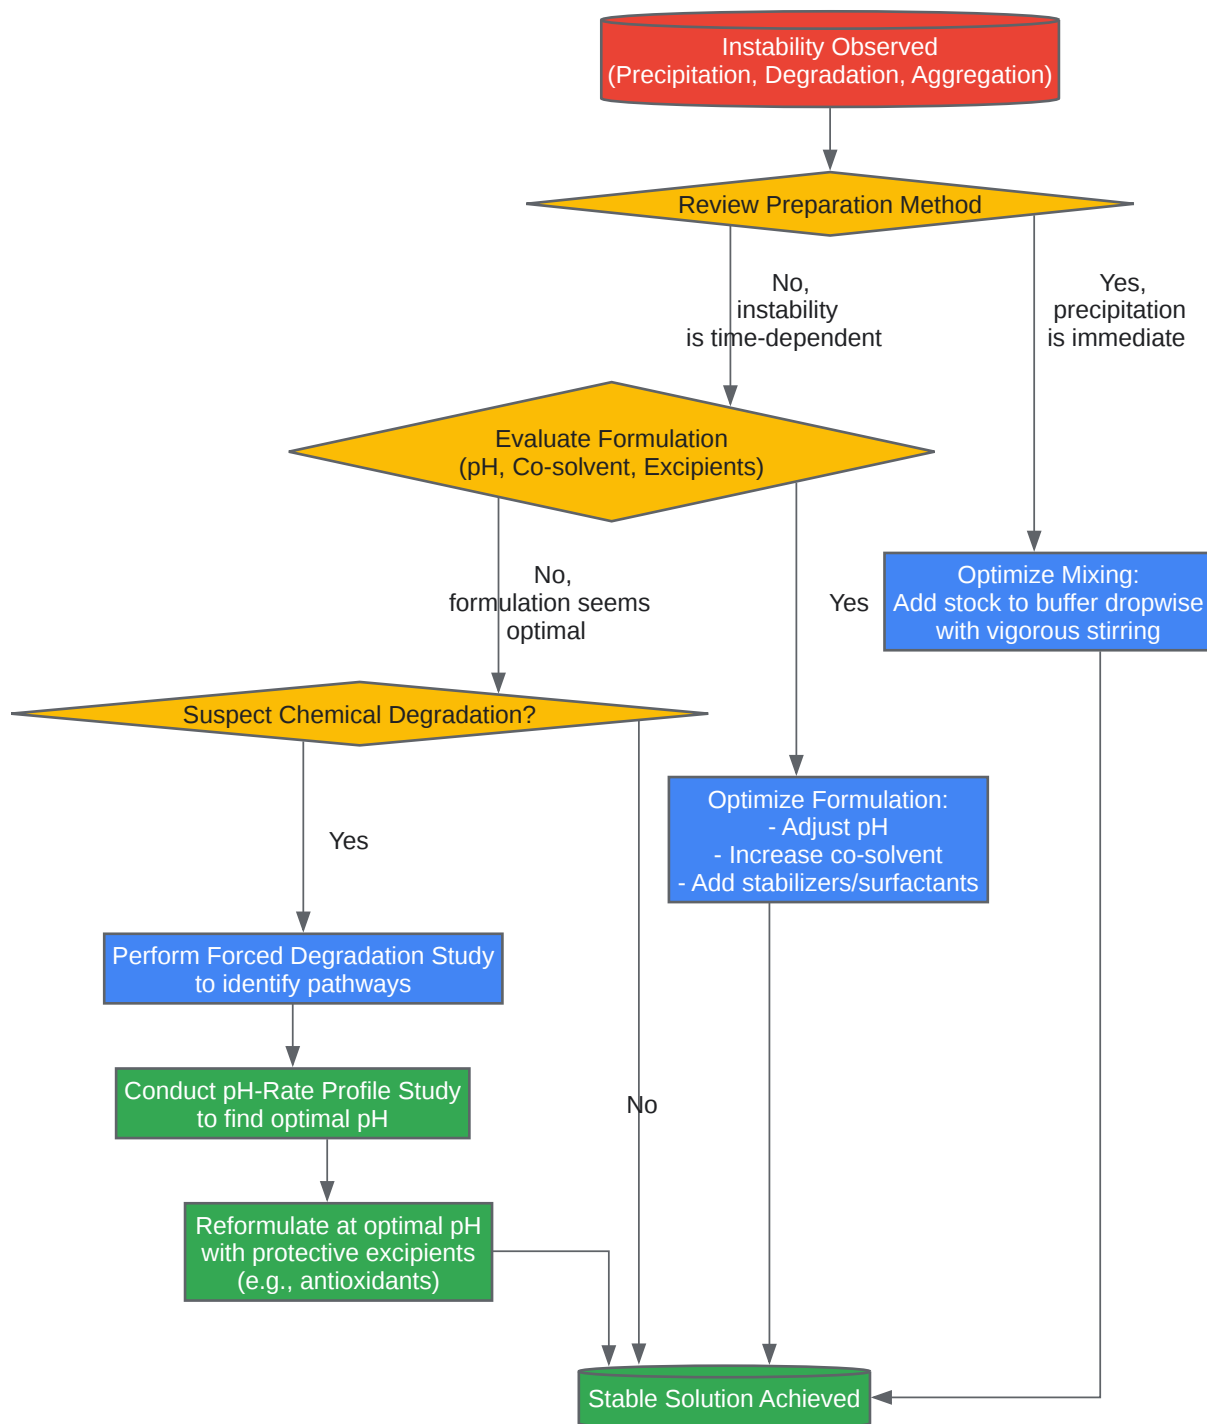 Instability Observed
(Precipitation, Degradation, Aggregation)
Review Preparation Method
No,
instability
is time-dependent
Yes,
precipitation
is immediate
Evaluate Formulation
(pH, Co-solvent, Excipients)
No,
formulation seems
optimal
Yes
Optimize Mixing:
Add stock to buffer dropwise
with vigorous stirring
Suspect Chemical Degradation?
Yes
Optimize Formulation:
- Adjust pH
- Increase co-solvent
- Add stabilizers/surfactants
Perform Forced Degradation Study
to identify pathways
Conduct pH-Rate Profile Study
to find optimal pH
No
Reformulate at optimal pH
with protective excipients
(e.g., antioxidants)
Stable Solution Achieved